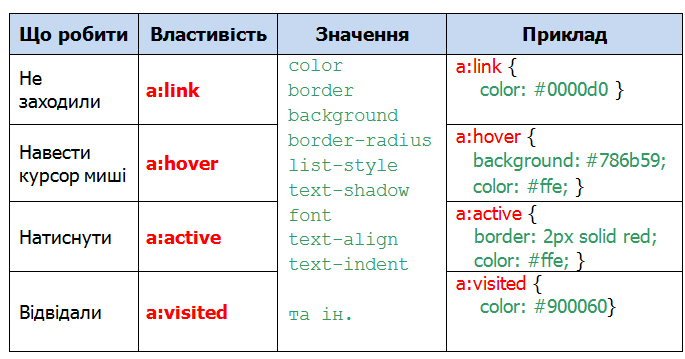 Що робити Властивість Значення Приклад
Не
заходили
a:link
color
border
background
border-radius
list-style
text-shadow
font
text-align
text-indent
та ін.
a:link {
color: #0000d0 }
Навести
курсор миші
a:hover
a:hover {
background: #786b59;
color: #ffe; }
Натиснути
a:active
a:active {
border: 2px solid red;
color: #ffe; }
Відвідали
a:visited
a:visited {
color: #900060}